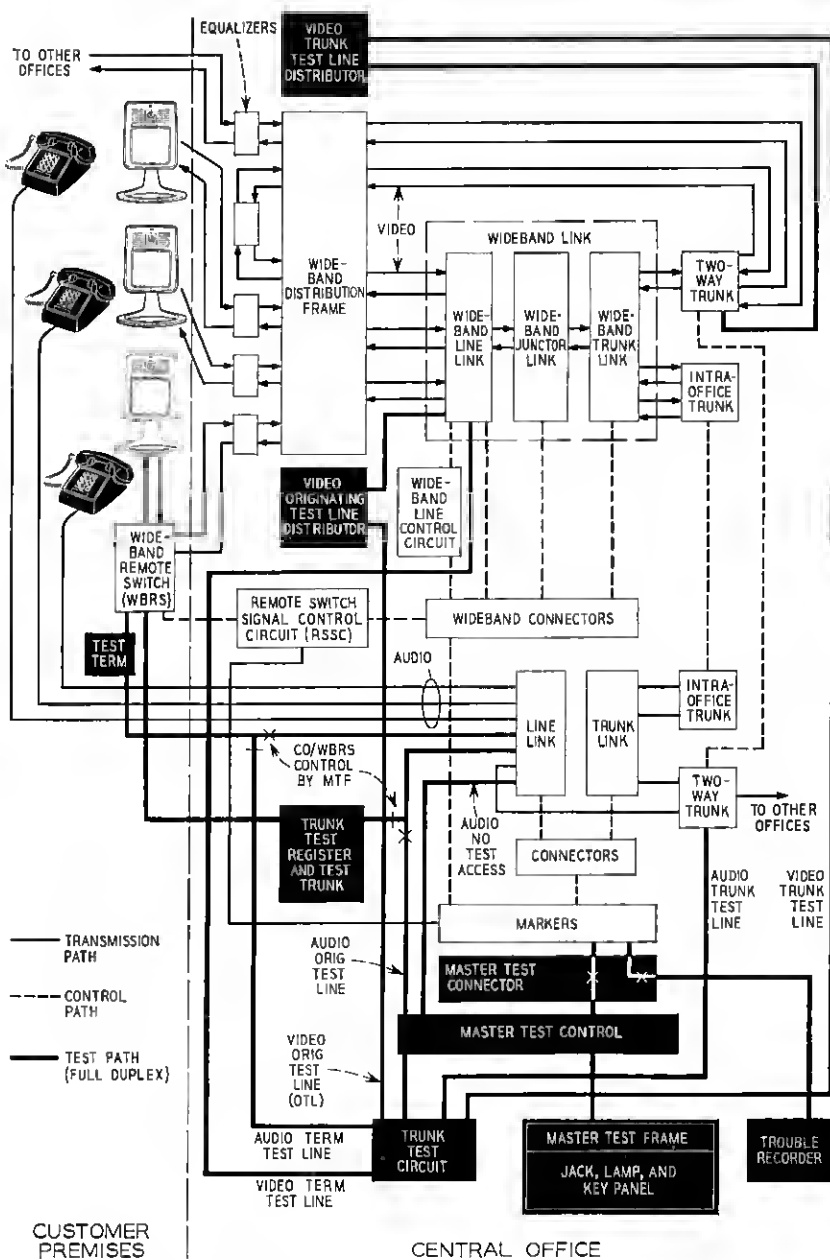 EQUALIZERS
VIDEO
TRUNK
TEST LINE
DISTRIBUTOR
TO OTHER
OFFICES
VIDEO
WIDEBAND LINK
WIDE-
BAND
DISTRIBUTION
FRAME
WIDE-
BAND
LINE
LINK
WIDE-
BAND
JUNCTOR
LINK
WIDE-
BAND
TRUNK
LINK
TWO-
WAY
TRUNK
INTRA-
OFFICE
TRUNK
VIDEO
ORIGINATING
TEST LINE
DISTRIBUTOR
WIDE-
BAND
LINE
CONTROL
CIRCUIT
WIDE-
BAND
REMOTE
SWITCH
(WBRS)
REMOTE SWITCH
SIGNAL CONTROL
CIRCUIT (RSSC)
WIDEBAND CONNECTORS
TEST
TERM
AUDIO
LINE
LINK
TRUNK
LINK
INTRA-
OFFICE
TRUNK
CO/WBRS
CONTROL
BY MTF
TWO-
WAY
TRUNK
TO OTHER
OFFICES
TRUNK TEST
REGISTER
AND TEST
TRUNK
AUDIO
NO
TEST
ACCESS
CONNECTORS
AUDIO
TRUNK
TEST
LINE
VIDEO
TRUNK
TEST
LINE
MARKERS
TRANSMISSION
PATH
CONTROL
PATH
TEST PATH
(FULL DUPLEX)
AUDIO
ORIG
TEST
LINE
MASTER TEST
CONNECTOR
MASTER TEST CONTROL
VIDEO
ORIG
TEST
LINE
(OTL)
AUDIO TERM
TEST LINE
VIDEO TERM
TEST LINE
TRUNK
TEST
CIRCUIT
MASTER TEST FRAME
JACK, LAMP, AND
KEY PANEL
TROUBLE
RECORDER
CUSTOMER
PREMISES
CENTRAL OFFICE